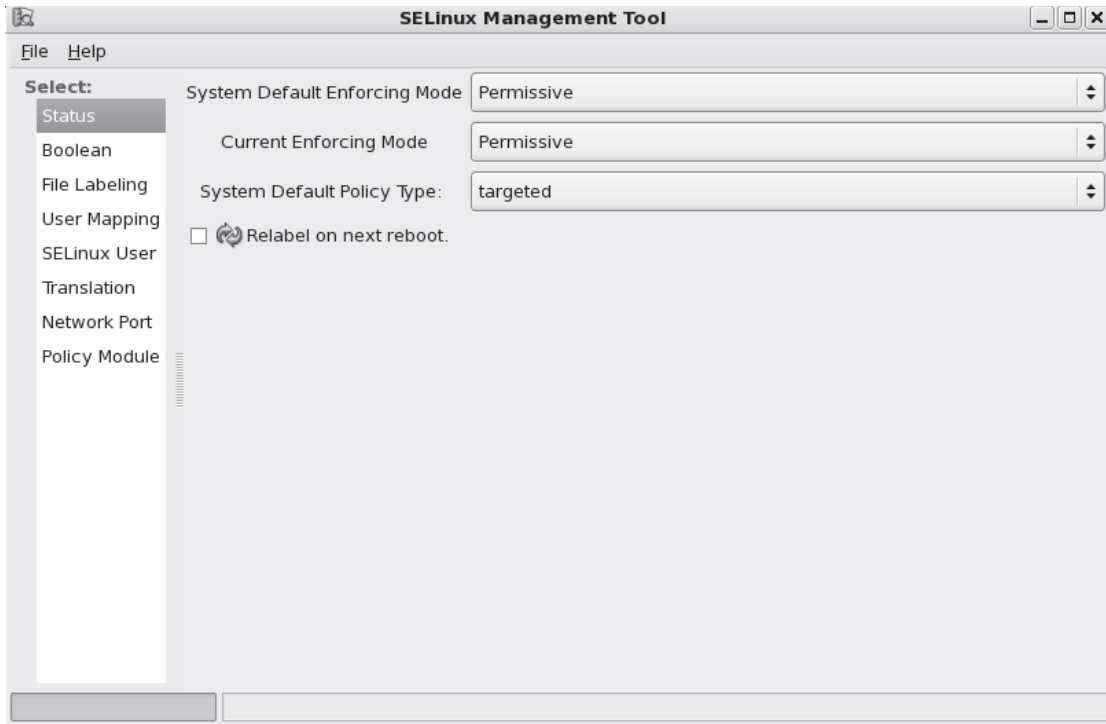 SELinux Management Tool
File Help
Select:
Status
Boolean
File Labeling
User Mapping
SELinux User
Translation
Network Port
Policy Module
System Default Enforcing Mode Permissive
Current Enforcing Mode Permissive
System Default Policy Type: targeted
Relabel on next reboot.